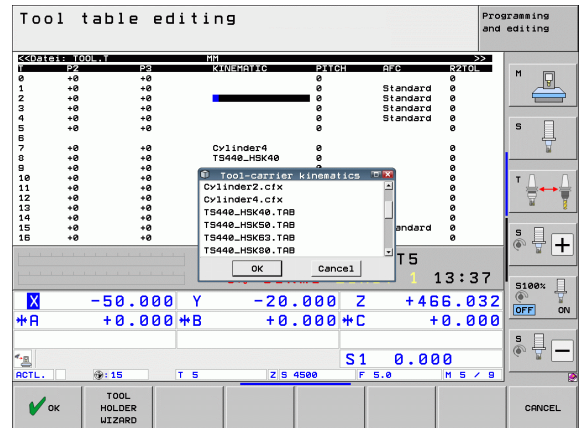 Tool table editing
Programming
and editing
<<Datei: TOOL.T MM >>
T P2 P3 KINEMATIC PITCH AFC R2TOL
0 +0 +0 0 0
1 +0 +0 0 Standard 0
2 +0 +0 0 Standard 0
3 +0 +0 0 Standard 0
4 +0 +0 0 Standard 0
5 +0 +0 0 0
6
7 +0 +0 Cylinder4 0 0
8 +0 +0 TS440_HSK40 0 0
9 +0 +0 0
10 +0 +0 0
11 +0 +0 0
12 +0 +0 0
13 +0 +0 0
14 +0 +0 0
15 +0 +0 andard 0
16 +0 +0 0
Tool-carrier kinematics
Cylinder2.cfx
Cylinder4.cfx
TS440_HSK40.TAB
TS440_HSK50.TAB
TS440_HSK63.TAB
TS440_HSK80.TAB
OK Cancel
T5
1 13:37
X -50.000 Y -20.000 Z +466.032
A +0.000 B +0.000 C +0.000
S1 0.000
ACTL. : 15 T 5 Z S 4500 F 5.0 M 5 / 9
M
S
T
S
S100%
OFF ON
S
OK
TOOL
HOLDER
WIZARD
CANCEL